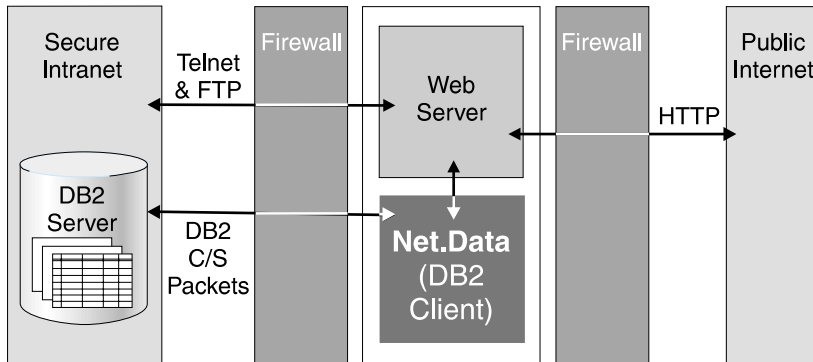 Secure
Intranet
Telnet
& FTP
Firewall
Web
Server
Firewall
Public
Internet
HTTP
DB2
Server
DB2
C/S
Packets
Net.Data
(DB2
Client)